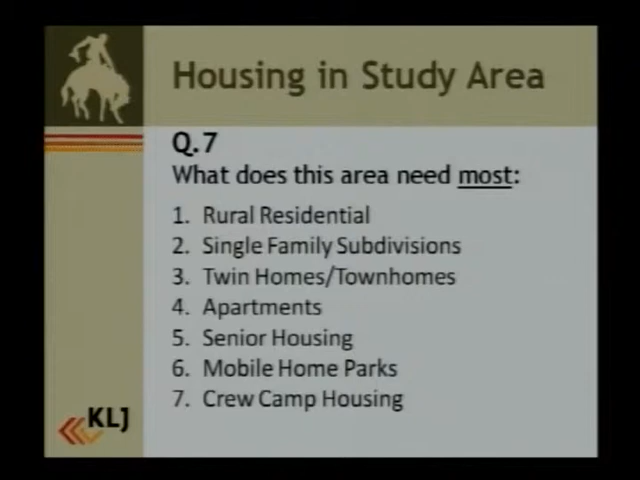 Housing in Study Area
Q.7
What does this area need most:
1. Rural Residential
2. Single Family Subdivisions
3. Twin Homes/Townhomes
4. Apartments
5. Senior Housing
6. Mobile Home Parks
7. Crew Camp Housing
KLJ